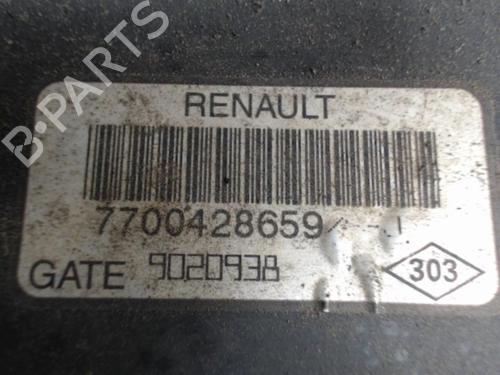 B-PARTS
RENAULT
7700428659/--J
GATE 9020938
303